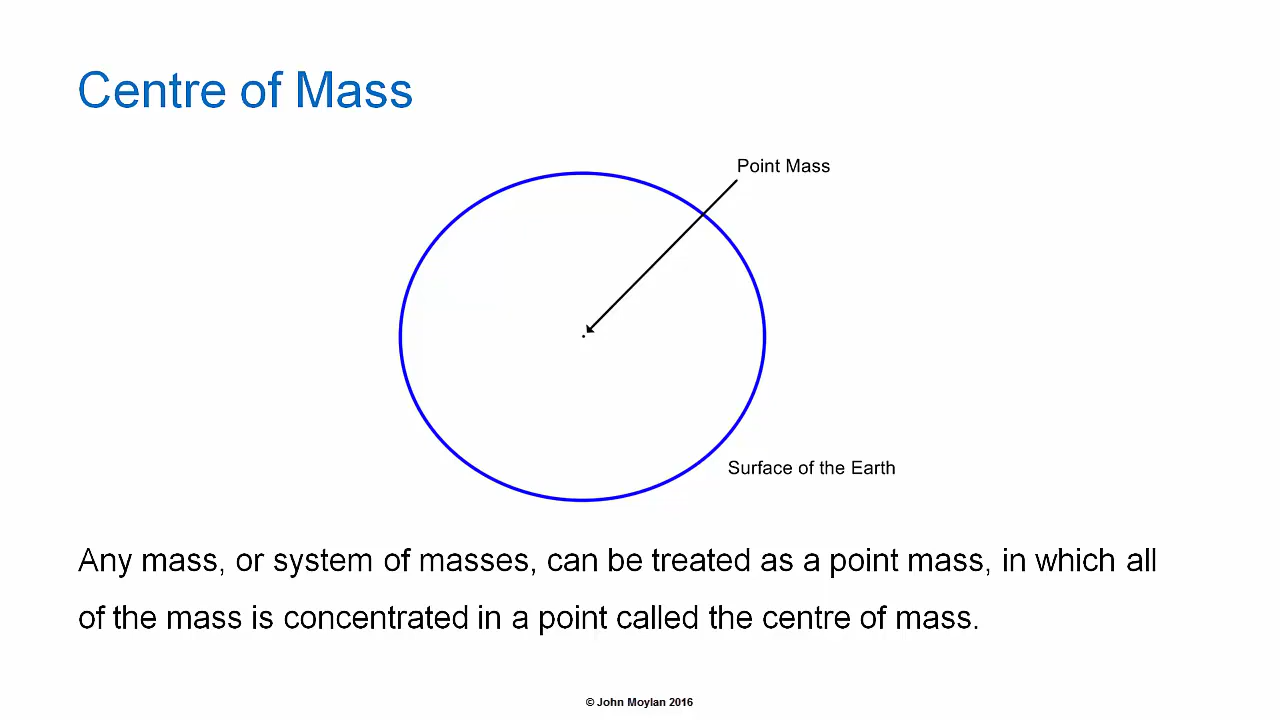 Centre of Mass
Point Mass
Surface of the Earth
Any mass, or system of masses, can be treated as a point mass, in which all
of the mass is concentrated in a point called the centre of mass.
© John Moylan 2016